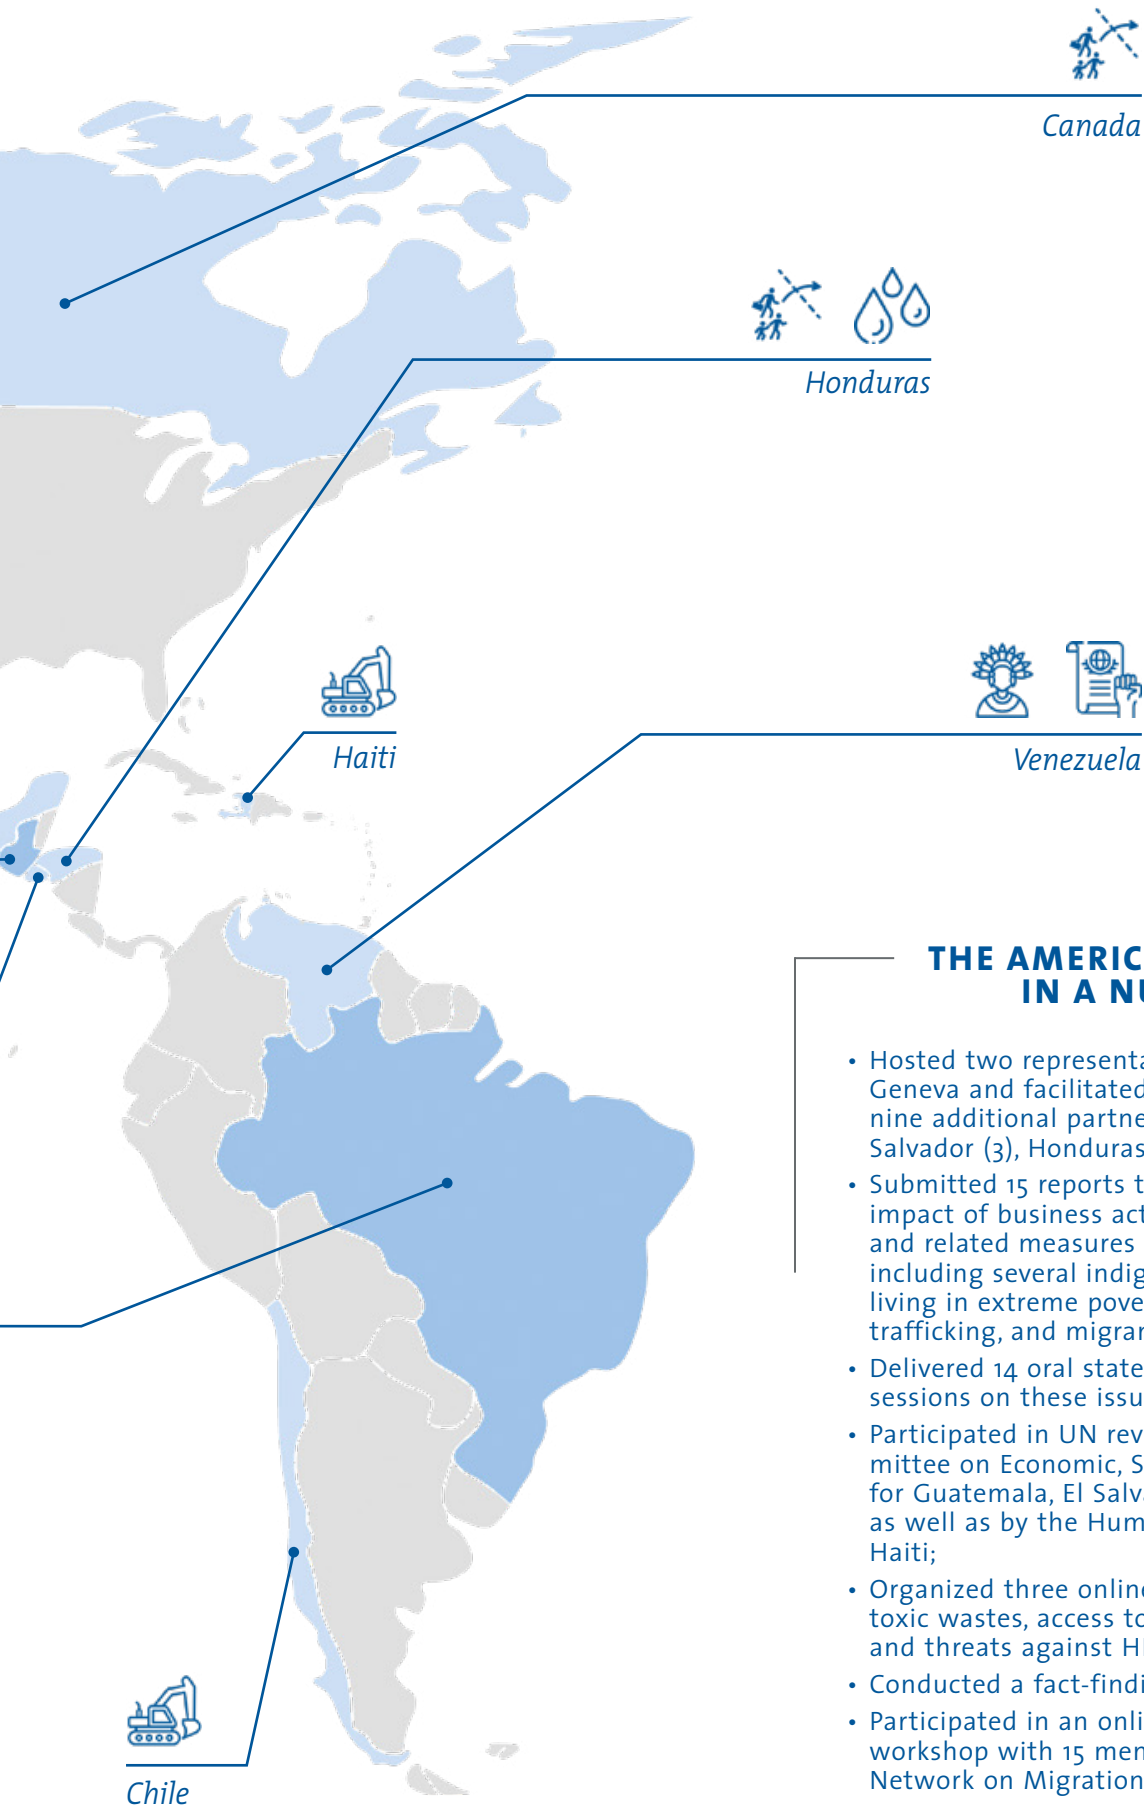 Canada
Honduras
Haiti
Venezuela
THE AMERIC
IN A NU
• Hosted two representa
Geneva and facilitated
nine additional partne
Salvador (3), Honduras
• Submitted 15 reports t
impact of business act
and related measures
including several indig
living in extreme pove
trafficking, and migran
• Delivered 14 oral state
sessions on these issu
• Participated in UN rev
mittee on Economic, S
for Guatemala, El Salv
as well as by the Hum
Haiti;
• Organized three online
toxic wastes, access to
and threats against H
• Conducted a fact-findi
• Participated in an onli
workshop with 15 mem
Network on Migration
Chile